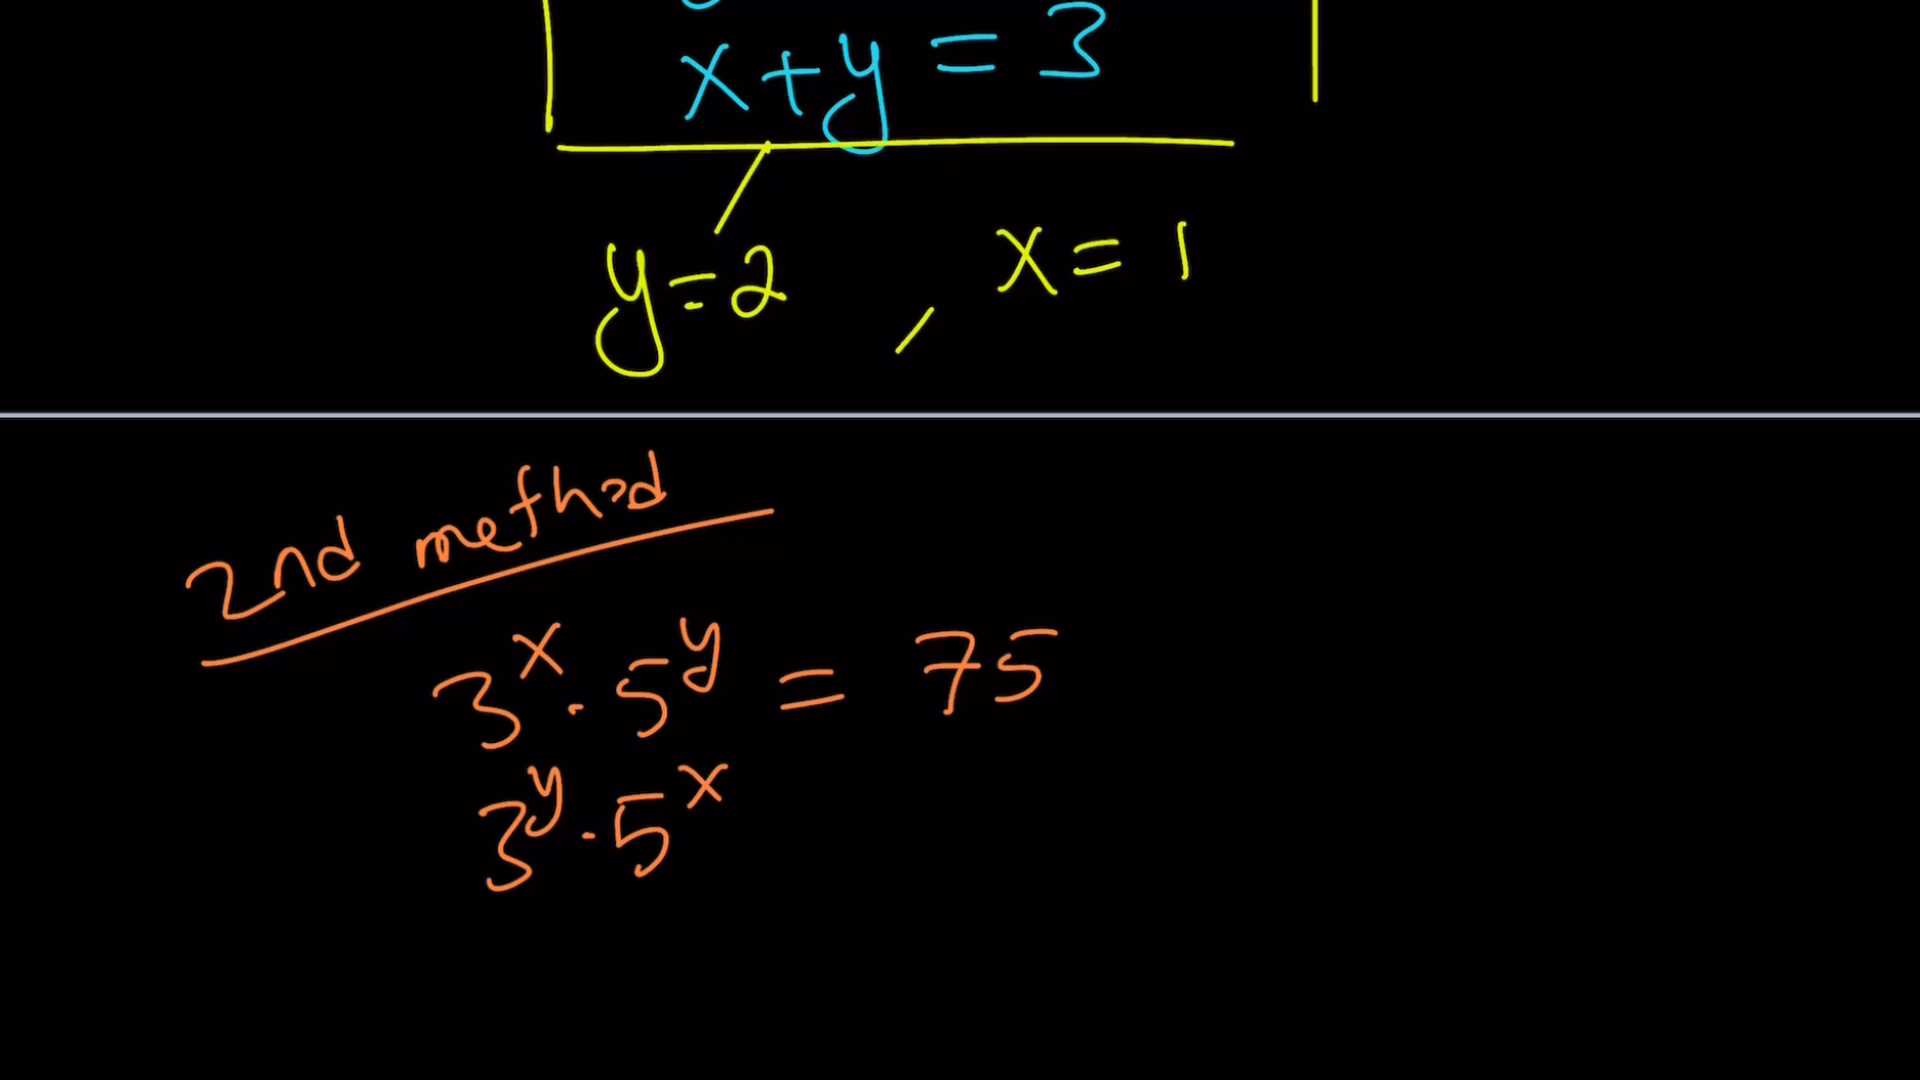 x+y = 3
y=2 , x=1
2nd method
3^x · 5^y = 75
3^y · 5^x